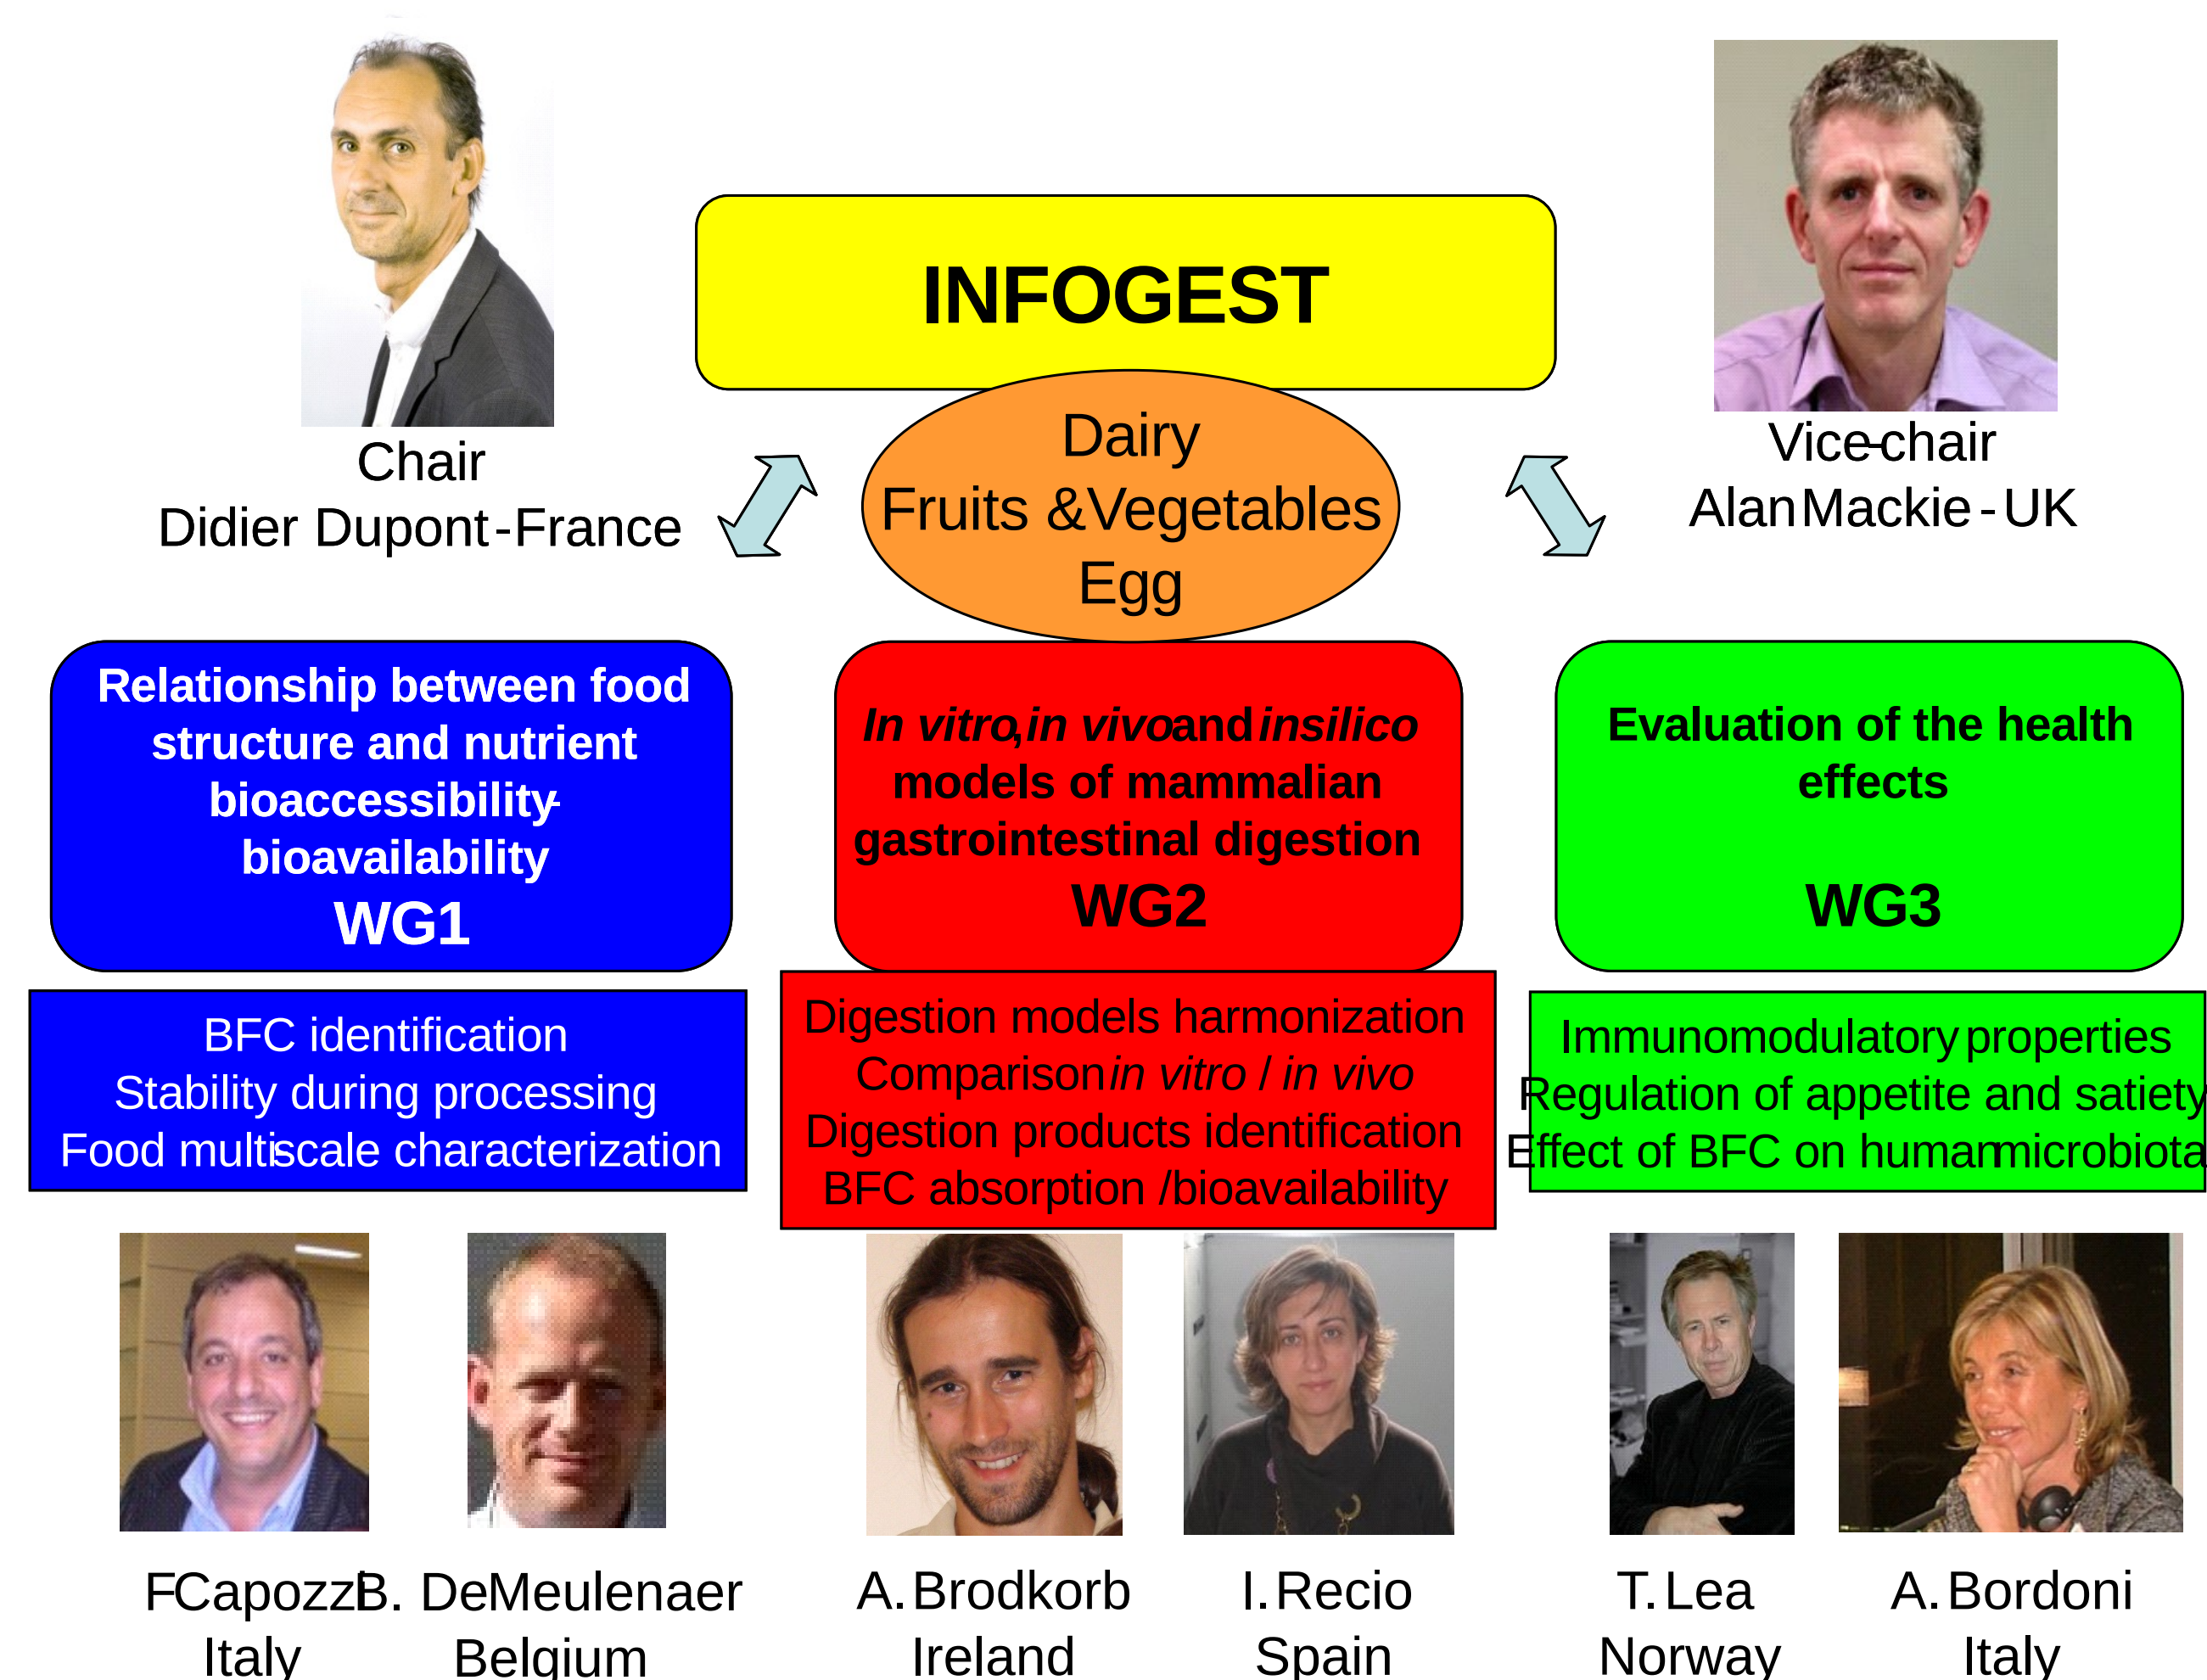 INFOGEST
Chair
Didier Dupont - France
Vice-chair
Alan Mackie - UK
Dairy
Fruits & Vegetables
Egg
Relationship between food
structure and nutrient
bioaccessibility-
bioavailability
WG1
In vitro, in vivo and in silico
models of mammalian
gastrointestinal digestion
WG2
Evaluation of the health
effects
WG3
BFC identification
Stability during processing
Food multi-scale characterization
Digestion models harmonization
Comparison in vitro / in vivo
Digestion products identification
BFC absorption / bioavailability
Immunomodulatory properties
Regulation of appetite and satiety
Effect of BFC on human microbiota
F Capozzi
Italy
B. De Meulenaer
Belgium
A. Brodkorb
Ireland
I. Recio
Spain
T. Lea
Norway
A. Bordoni
Italy